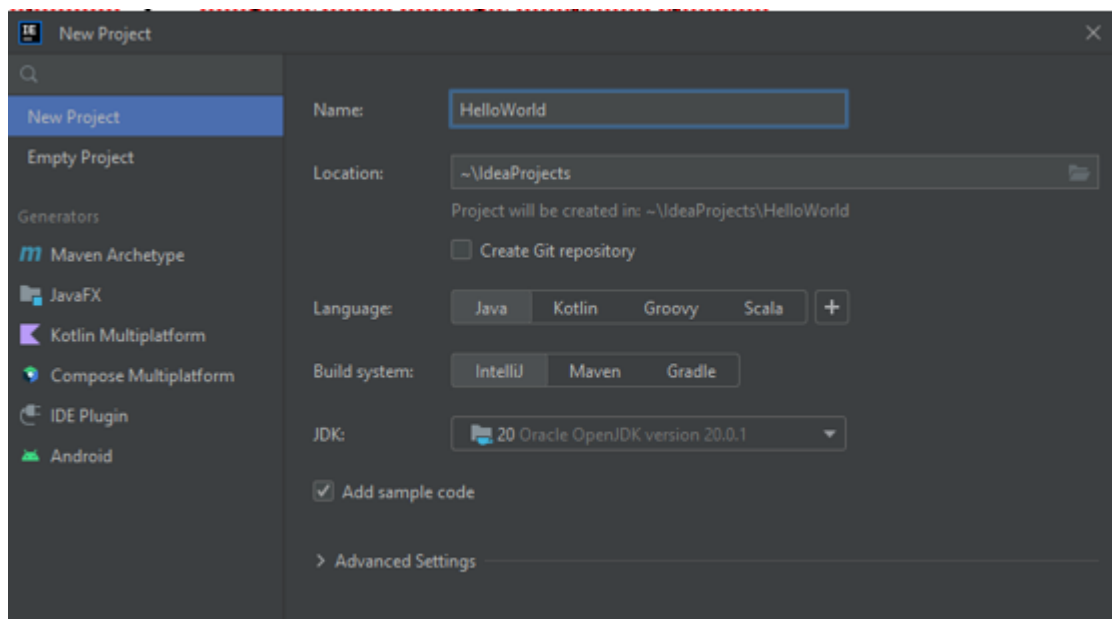 IE New Project
New Project
Empty Project
Generators
Maven Archetype
JavaFX
Kotlin Multiplatform
Compose Multiplatform
IDE Plugin
Android
Name: HelloWorld
Location: ~\IdeaProjects
Project will be created in: ~\IdeaProjects\HelloWorld
Create Git repository
Language: Java Kotlin Groovy Scala +
Build system: IntelliJ Maven Gradle
JDK: 20 Oracle OpenJDK version 20.0.1
Add sample code
Advanced Settings